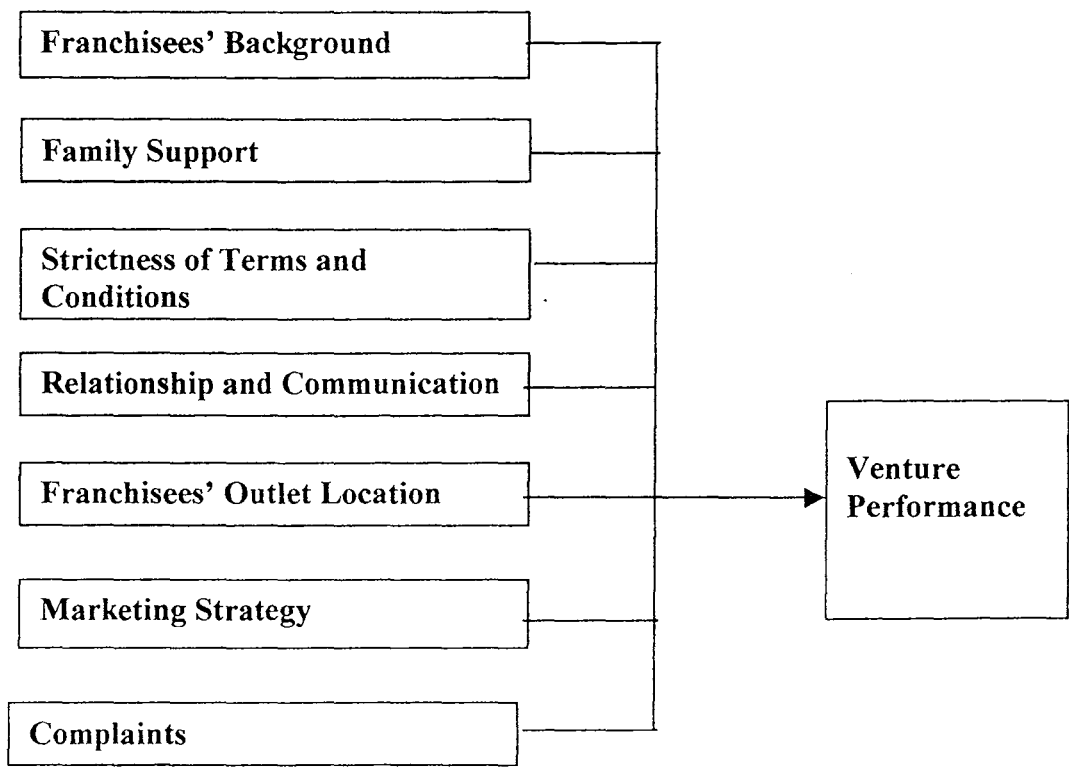 Franchisees’ Background
Family Support
Strictness of Terms and
Conditions
Relationship and Communication
Franchisees’ Outlet Location
Marketing Strategy
Complaints
Venture
Performance